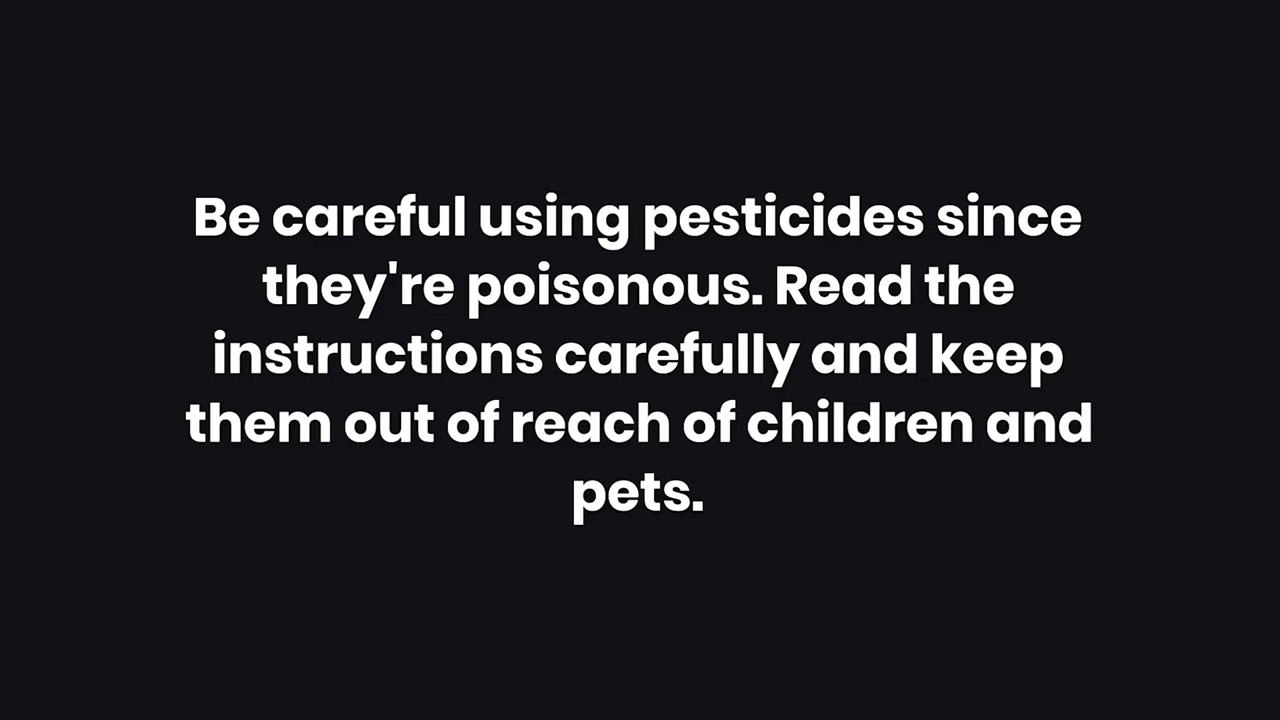 Be careful using pesticides since
they're poisonous. Read the
instructions carefully and keep
them out of reach of children and
pets.